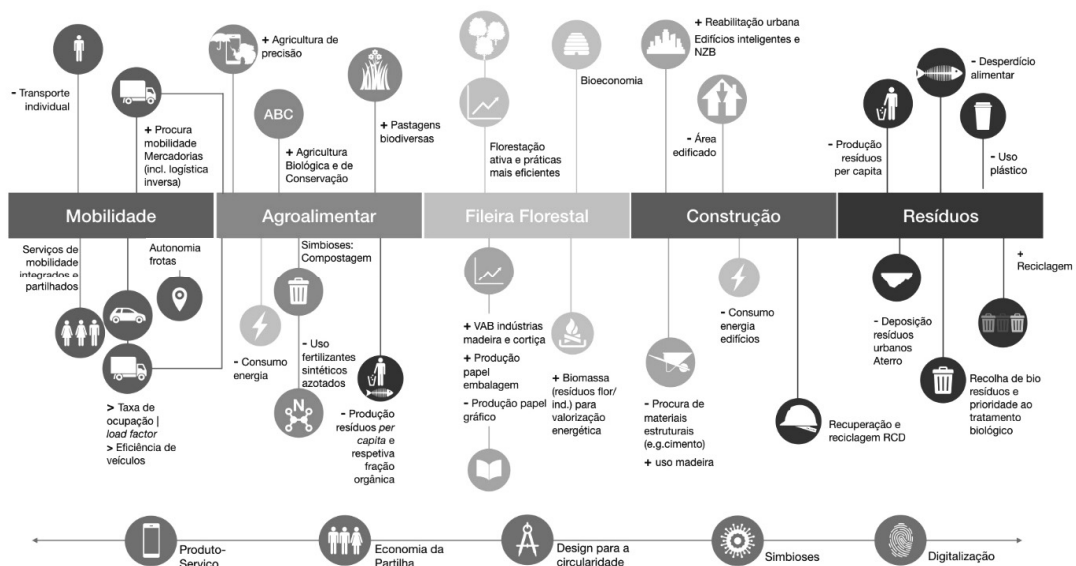 - Transporte
individual
+ Procura
mobilidade
Mercadorias
(incl. logística
inversa)
+ Agricultura de
precisão
ABC
+ Agricultura
Biológica e de
Conservação
+ Pastagens
biodiversas
Florestação
ativa e práticas
mais eficientes
Bioeconomia
+ Reabilitação urbana
Edifícios inteligentes e
NZB
- Área
edificado
- Produção
resíduos
per capita
- Desperdício
alimentar
- Uso
plástico
Mobilidade
Agroalimentar
Fileira Florestal
Construção
Resíduos
Serviços de
mobilidade
integrados e
partilhados
Autonomia
frotas
> Taxa de
ocupação |
load factor
> Eficiência de
veículos
- Consumo
energia
Simbioses:
Compostagem
- Uso
fertilizantes
sintéticos
azotados
N
- Produção
resíduos per
capita e
respetiva
fração
orgânica
+ VAB indústrias
madeira e cortiça
+ Produção
papel
embalagem
- Produção papel
gráfico
+ Biomassa
(resíduos flor/
ind.) para
valorização
energética
- Procura de
materiais
estruturais
(e.g.cimento)
+ uso madeira
- Consumo
energia
edifícios
Recuperação e
reciclagem RCD
- Deposição
resíduos
urbanos
Aterro
Recolha de bio
resíduos e
prioridade ao
tratamento
biológico
+
Reciclagem
Produto-
Serviço
Economia da
Partilha
Design para a
circularidade
Simbioses
Digitalização